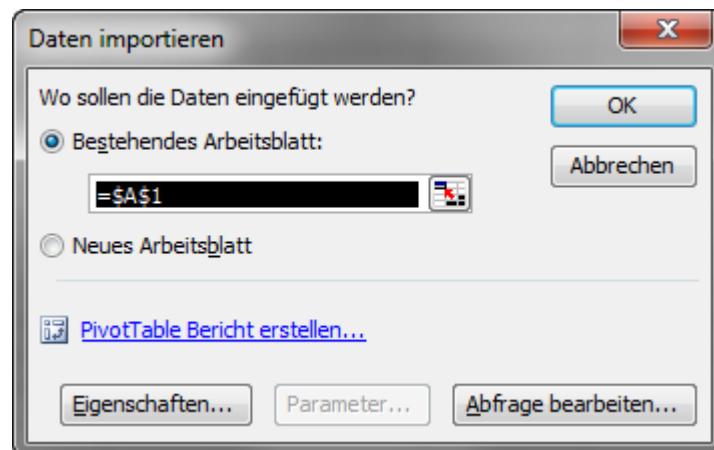 Daten importieren
Wo sollen die Daten eingefügt werden?
OK
Bestehendes Arbeitsblatt:
Abbrechen
=$A$1
Neues Arbeitsblatt
PivotTable Bericht erstellen...
Eigenschaften...
Parameter...
Abfrage bearbeiten...